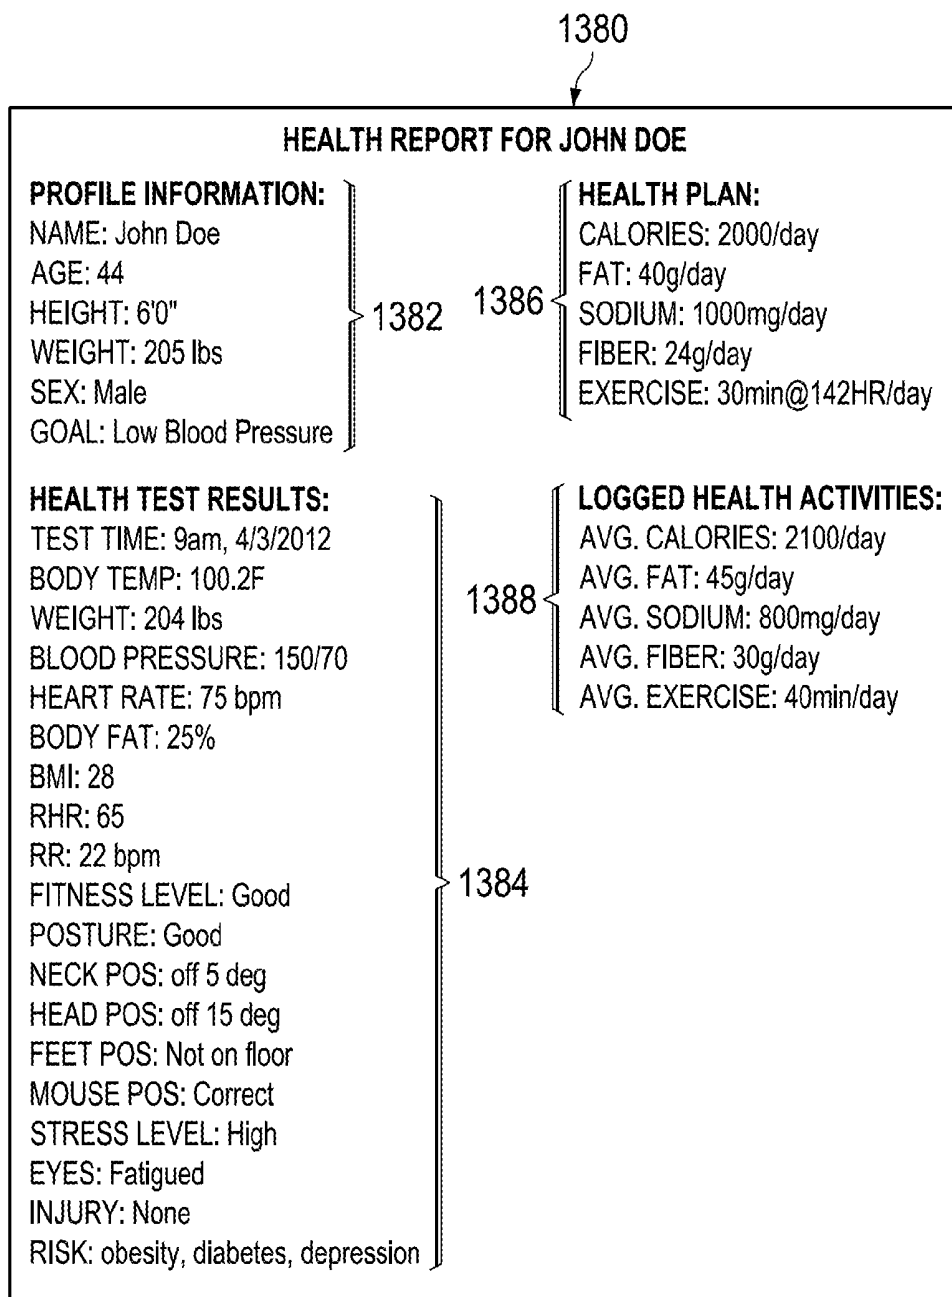 1380
HEALTH REPORT FOR JOHN DOE
PROFILE INFORMATION:
NAME: John Doe
AGE: 44
HEIGHT: 6'0"
WEIGHT: 205 lbs
SEX: Male
GOAL: Low Blood Pressure
1382
1386
HEALTH PLAN:
CALORIES: 2000/day
FAT: 40g/day
SODIUM: 1000mg/day
FIBER: 24g/day
EXERCISE: 30min@142HR/day
HEALTH TEST RESULTS:
TEST TIME: 9am, 4/3/2012
BODY TEMP: 100.2F
WEIGHT: 204 lbs
BLOOD PRESSURE: 150/70
HEART RATE: 75 bpm
BODY FAT: 25%
BMI: 28
RHR: 65
RR: 22 bpm
FITNESS LEVEL: Good
POSTURE: Good
NECK POS: off 5 deg
HEAD POS: off 15 deg
FEET POS: Not on floor
MOUSE POS: Correct
STRESS LEVEL: High
EYES: Fatigued
INJURY: None
RISK: obesity, diabetes, depression
1384
1388
LOGGED HEALTH ACTIVITIES:
AVG. CALORIES: 2100/day
AVG. FAT: 45g/day
AVG. SODIUM: 800mg/day
AVG. FIBER: 30g/day
AVG. EXERCISE: 40min/day